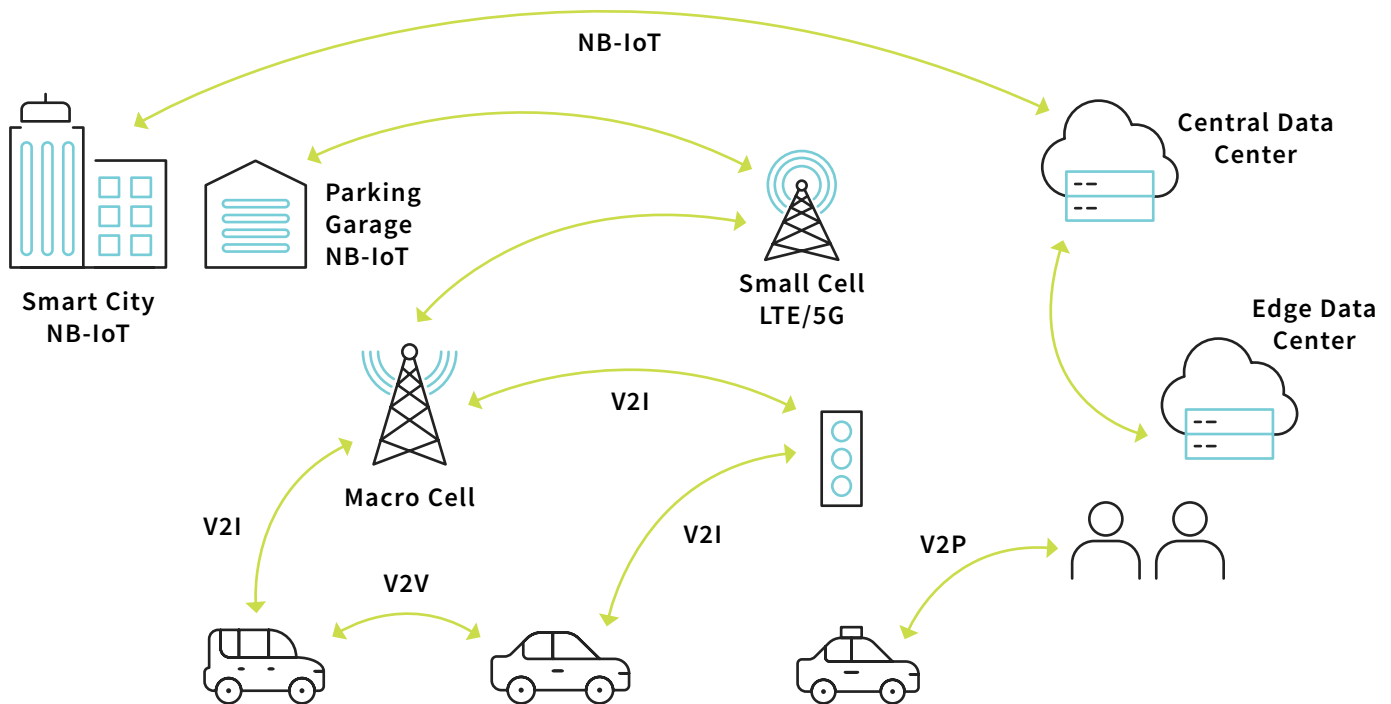 NB-IoT
Central Data
Center
Parking
Garage
NB-IoT
Small Cell
LTE/5G
Smart City
NB-IoT
Edge Data
Center
V2I
Macro Cell
V2I
V2I
V2P
V2V